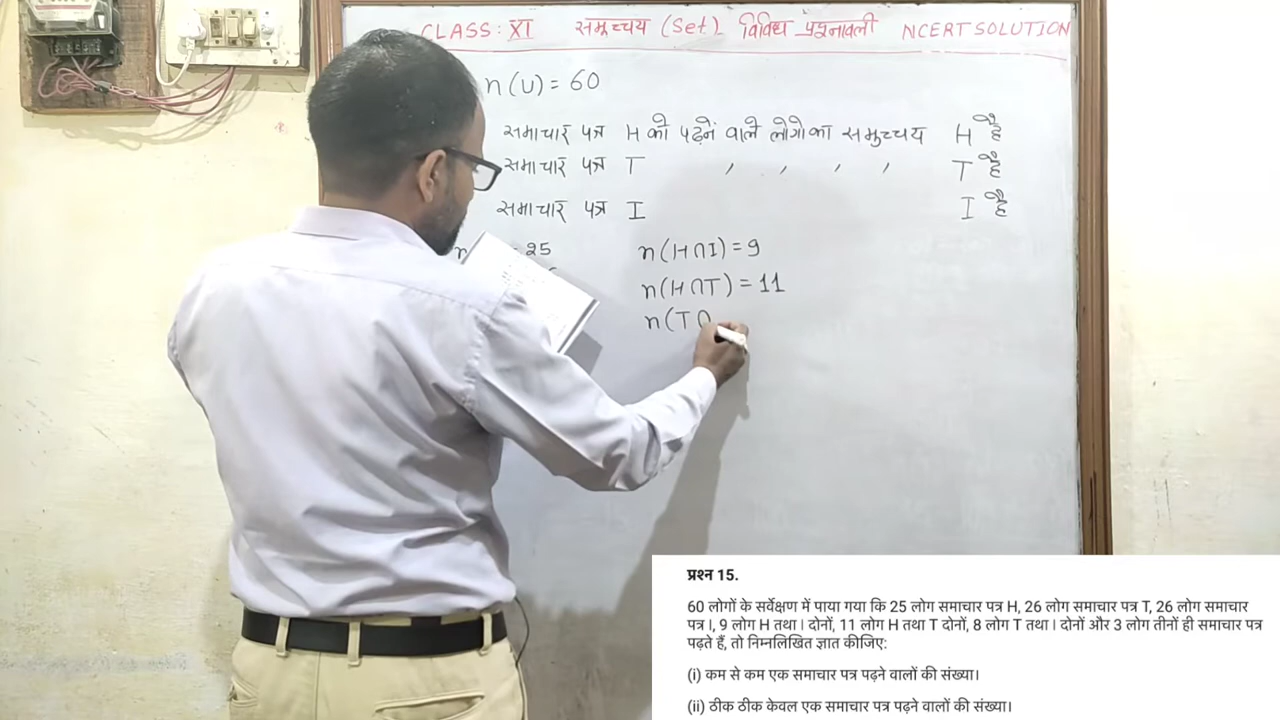 CLASS: XI समुच्चय (Set) विविध प्रश्नावली NCERT SOLUTION
n(U) = 60
समाचार पत्र H को पढ़नें वाले लोगो का समुच्चय H है
समाचार पत्र T , , , , T है
समाचार पत्र I I है
n 25
n(H∩I) = 9
n(H∩T) = 11
n(T∩
प्रश्न 15.
60 लोगों के सर्वेक्षण में पाया गया कि 25 लोग समाचार पत्र H, 26 लोग समाचार पत्र T, 26 लोग समाचार
पत्र I, 9 लोग H तथा I दोनों, 11 लोग H तथा T दोनों, 8 लोग T तथा I दोनों और 3 लोग तीनों ही समाचार पत्र
पढ़ते हैं, तो निम्नलिखित ज्ञात कीजिए:
(i) कम से कम एक समाचार पत्र पढ़ने वालों की संख्या।
(ii) ठीक ठीक केवल एक समाचार पत्र पढ़ने वालों की संख्या।